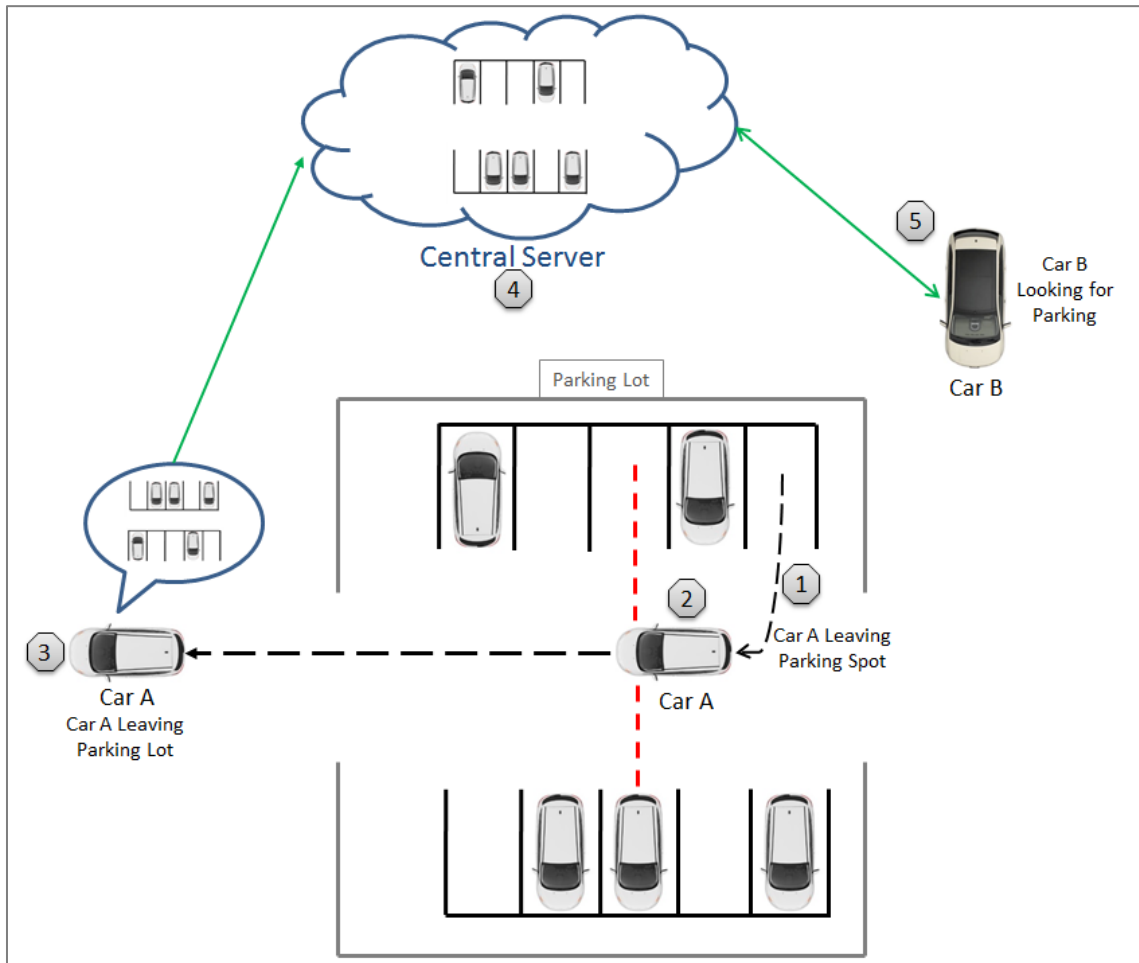 Central Server
4
5
Car B
Looking for
Parking
Car B
Parking Lot
1
2
Car A Leaving
Parking Spot
3
Car A
Car A Leaving
Parking Lot
Car A